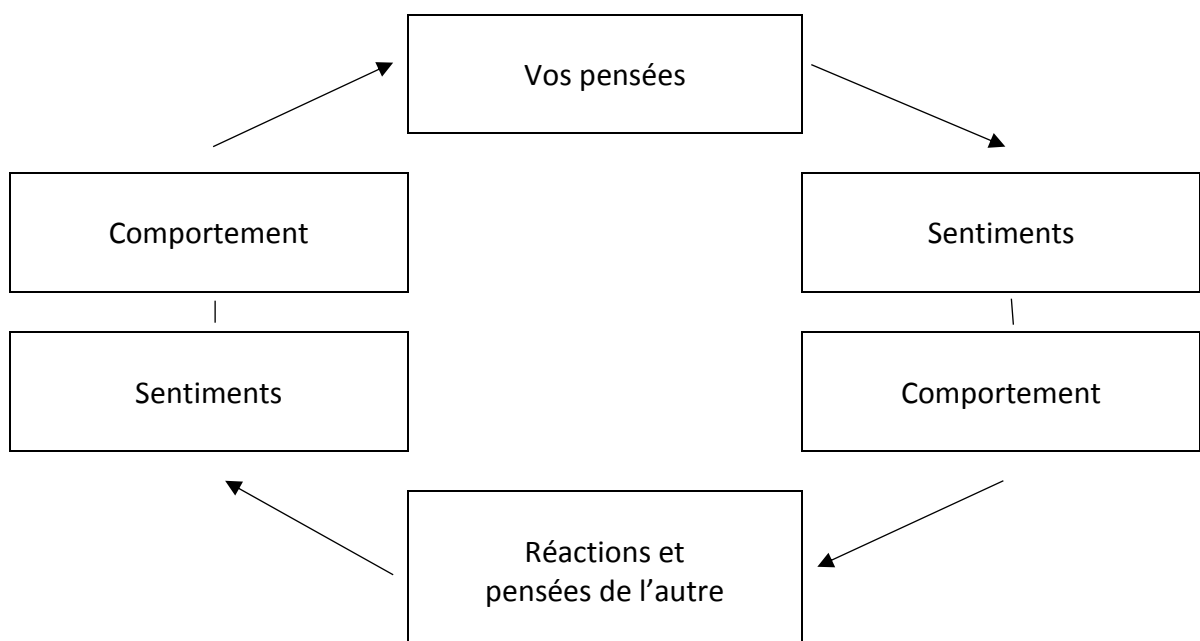 Vos pensées
Comportement
Sentiments
Sentiments
Comportement
Réactions et
pensées de l’autre